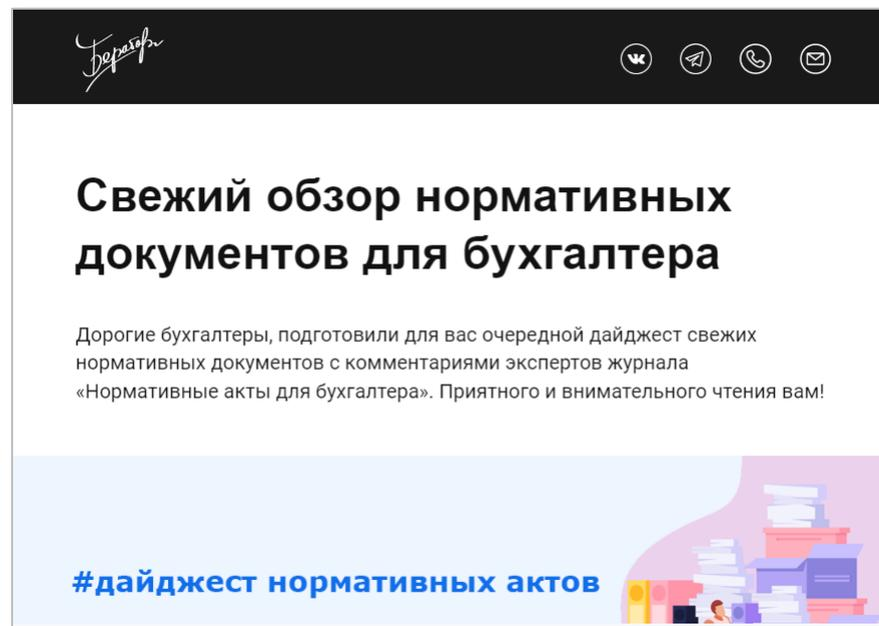 Бератор
Свежий обзор нормативных
документов для бухгалтера
Дорогие бухгалтеры, подготовили для вас очередной дайджест свежих
нормативных документов с комментариями экспертов журнала
«Нормативные акты для бухгалтера». Приятного и внимательного чтения вам!
#дайджест нормативных актов